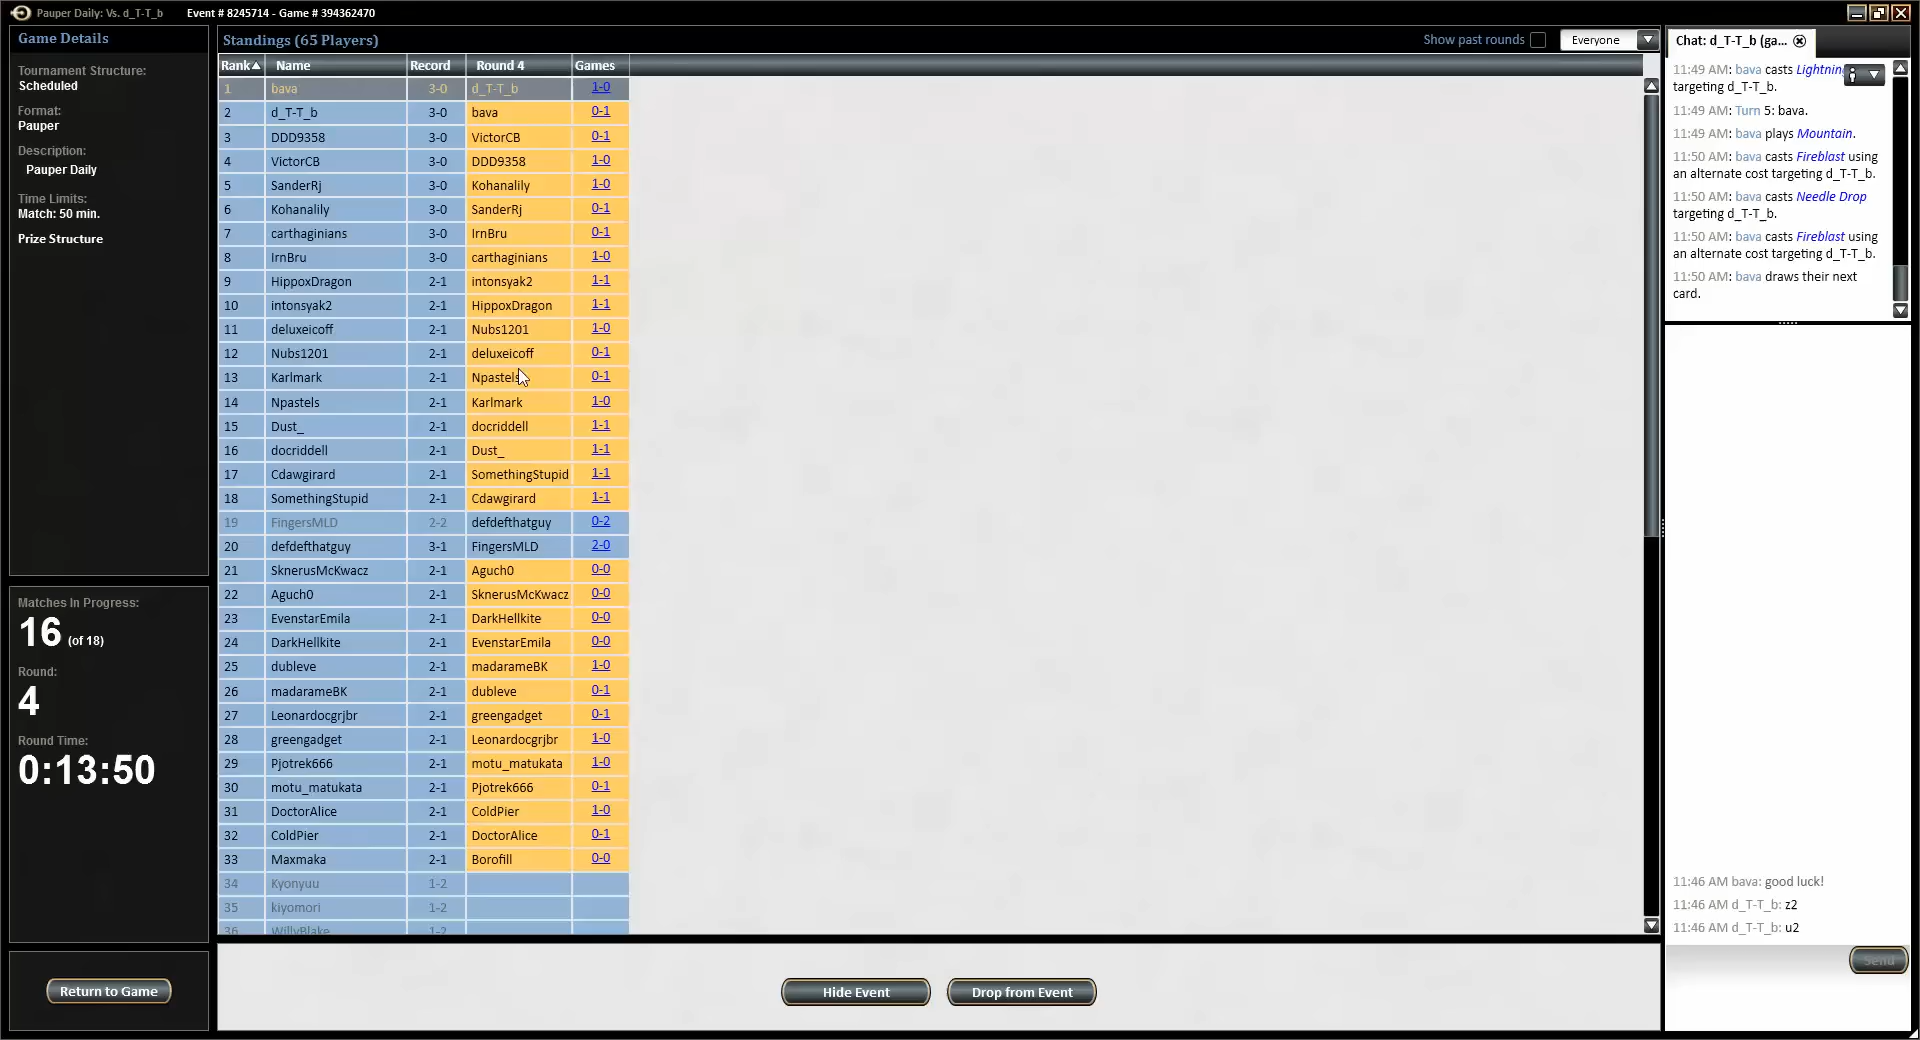 Pauper Daily: Vs. d_T-T_b Event # 8245714 - Game # 394362470
Game Details
Tournament Structure:
Scheduled
Format:
Pauper
Description:
Pauper Daily
Time Limits:
Match: 50 min.
Prize Structure
Matches In Progress:
16 (of 18)
Round:
4
Round Time:
0:13:50
Return to Game
Standings (65 Players) Show past rounds Everyone
Rank Name Record Round 4 Games
1 bava 3-0 d_T-T_b 1-0
2 d_T-T_b 3-0 bava 0-1
3 DDD9358 3-0 VictorCB 0-1
4 VictorCB 3-0 DDD9358 1-0
5 SanderRj 3-0 Kohanalily 1-0
6 Kohanalily 3-0 SanderRj 0-1
7 carthaginians 3-0 IrnBru 0-1
8 IrnBru 3-0 carthaginians 1-0
9 HippoxDragon 2-1 intonsyak2 1-1
10 intonsyak2 2-1 HippoxDragon 1-1
11 deluxeicoff 2-1 Nubs1201 1-0
12 Nubs1201 2-1 deluxeicoff 0-1
13 Karlmark 2-1 Npastels 0-1
14 Npastels 2-1 Karlmark 1-0
15 Dust_ 2-1 docriddell 1-1
16 docriddell 2-1 Dust_ 1-1
17 Cdawgirard 2-1 SomethingStupid 1-1
18 SomethingStupid 2-1 Cdawgirard 1-1
19 FingersMLD 2-2 defdefthatguy 0-2
20 defdefthatguy 3-1 FingersMLD 2-0
21 SknerusMcKwacz 2-1 Aguch0 0-0
22 Aguch0 2-1 SknerusMcKwacz 0-0
23 EvenstarEmila 2-1 DarkHellkite 0-0
24 DarkHellkite 2-1 EvenstarEmila 0-0
25 dubleve 2-1 madarameBK 1-0
26 madarameBK 2-1 dubleve 0-1
27 Leonardocgrjbr 2-1 greengadget 0-1
28 greengadget 2-1 Leonardocgrjbr 1-0
29 Pjotrek666 2-1 motu_matukata 1-0
30 motu_matukata 2-1 Pjotrek666 0-1
31 DoctorAlice 2-1 ColdPier 1-0
32 ColdPier 2-1 DoctorAlice 0-1
33 Maxmaka 2-1 Borofill 0-0
34 Kyonyuu 1-2
35 kiyomori 1-2
36 WillyBlake 1-2
Hide Event Drop from Event
Chat: d_T-T_b (ga...
11:49 AM: bava casts Lightning
targeting d_T-T_b.
11:49 AM: Turn 5: bava.
11:49 AM: bava plays Mountain.
11:50 AM: bava casts Fireblast using
an alternate cost targeting d_T-T_b.
11:50 AM: bava casts Needle Drop
targeting d_T-T_b.
11:50 AM: bava casts Fireblast using
an alternate cost targeting d_T-T_b.
11:50 AM: bava draws their next
card.
11:46 AM bava: good luck!
11:46 AM d_T-T_b: z2
11:46 AM d_T-T_b: u2
Send